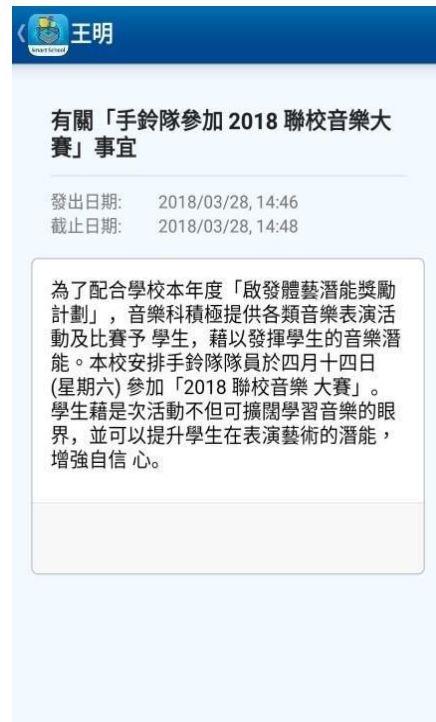 王明
Smart School
有關「手鈴隊參加 2018 聯校音樂大
賽」事宜
發出日期: 2018/03/28, 14:46
截止日期: 2018/03/28, 14:48
為了配合學校本年度「啟發體藝潛能獎勵
計劃」，音樂科積極提供各類音樂表演活
動及比賽予 學生，藉以發揮學生的音樂潛
能。本校安排手鈴隊隊員於四月十四日
(星期六) 參加「2018 聯校音樂 大賽」。
學生藉是次活動不但可擴闊學習音樂的眼
界，並可以提升學生在表演藝術的潛能，
增強自信 心。